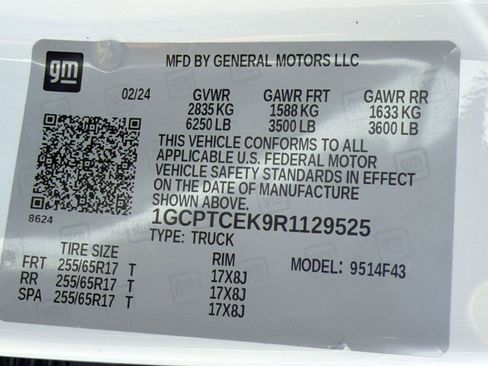 gm
MFD BY GENERAL MOTORS LLC
02/24 GVWR GAWR FRT GAWR RR
2835 KG 1588 KG 1633 KG
6250 LB 3500 LB 3600 LB
THIS VEHICLE CONFORMS TO ALL
APPLICABLE U.S. FEDERAL MOTOR
VEHICLE SAFETY STANDARDS IN EFFECT
ON THE DATE OF MANUFACTURE
SHOWN ABOVE.
8624
1GCPTCEK9R1129525
TYPE: TRUCK
TIRE SIZE RIM MODEL: 9514F43
FRT 255/65R17 T 17X8J
RR 255/65R17 T 17X8J
SPA 255/65R17 T 17X8J